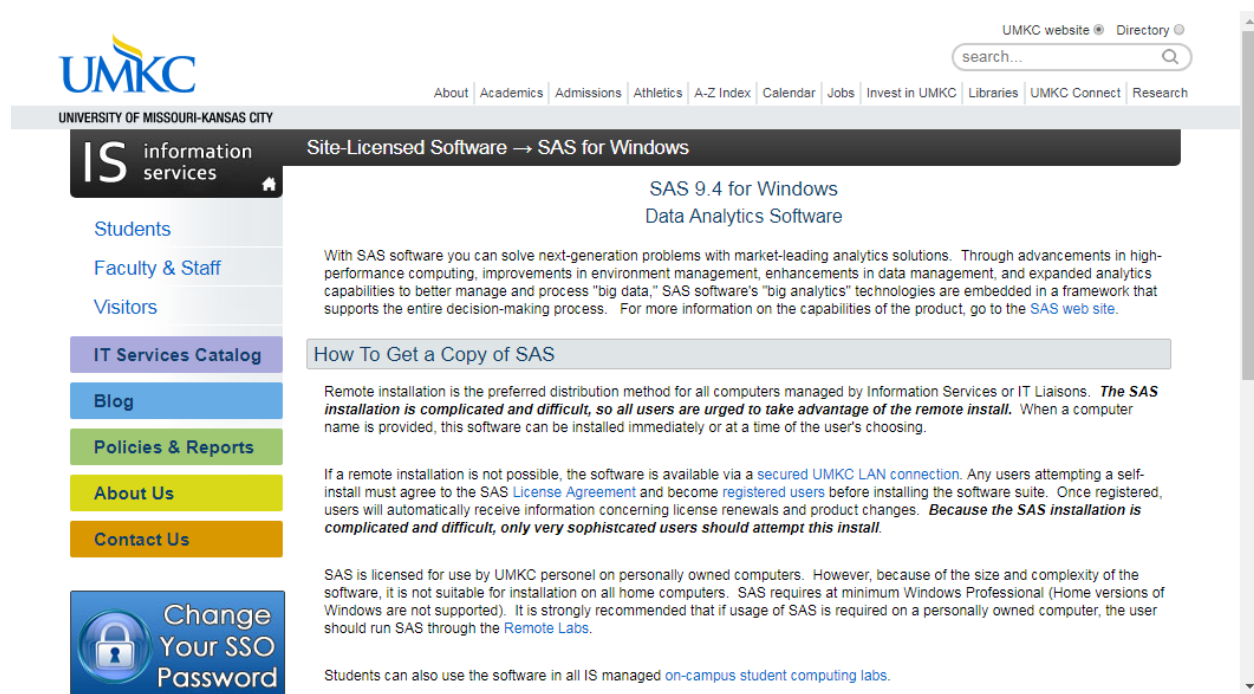 UMKC website Directory
search...
UMKC
About Academics Admissions Athletics A-Z Index Calendar Jobs Invest in UMKC Libraries UMKC Connect Research
UNIVERSITY OF MISSOURI-KANSAS CITY
IS information services
Site-Licensed Software → SAS for Windows
Students
Faculty & Staff
Visitors
IT Services Catalog
Blog
Policies & Reports
About Us
Contact Us
Change
Your SSO
Password
SAS 9.4 for Windows
Data Analytics Software
With SAS software you can solve next-generation problems with market-leading analytics solutions. Through advancements in high-
performance computing, improvements in environment management, enhancements in data management, and expanded analytics
capabilities to better manage and process "big data," SAS software's "big analytics" technologies are embedded in a framework that
supports the entire decision-making process. For more information on the capabilities of the product, go to the SAS web site.
How To Get a Copy of SAS
Remote installation is the preferred distribution method for all computers managed by Information Services or IT Liaisons. The SAS
installation is complicated and difficult, so all users are urged to take advantage of the remote install. When a computer
name is provided, this software can be installed immediately or at a time of the user's choosing.
If a remote installation is not possible, the software is available via a secured UMKC LAN connection. Any users attempting a self-
install must agree to the SAS License Agreement and become registered users before installing the software suite. Once registered,
users will automatically receive information concerning license renewals and product changes. Because the SAS installation is
complicated and difficult, only very sophistcated users should attempt this install.
SAS is licensed for use by UMKC personel on personally owned computers. However, because of the size and complexity of the
software, it is not suitable for installation on all home computers. SAS requires at minimum Windows Professional (Home versions of
Windows are not supported). It is strongly recommended that if usage of SAS is required on a personally owned computer, the user
should run SAS through the Remote Labs.
Students can also use the software in all IS managed on-campus student computing labs.